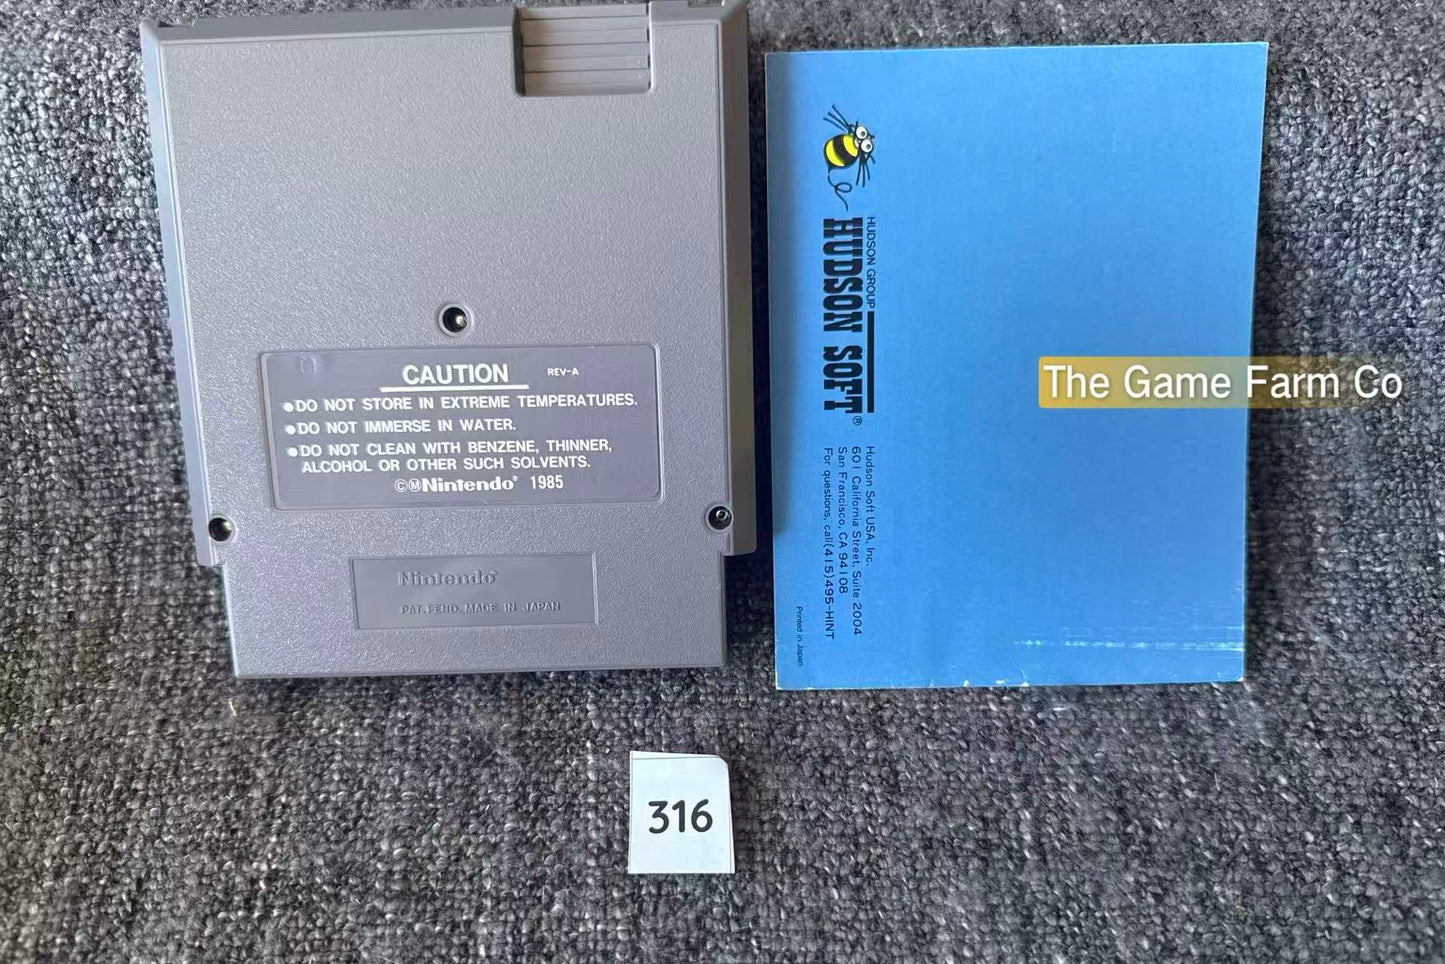 CAUTION REV-A
●DO NOT STORE IN EXTREME TEMPERATURES.
●DO NOT IMMERSE IN WATER.
●DO NOT CLEAN WITH BENZENE, THINNER,
ALCOHOL OR OTHER SUCH SOLVENTS.
©ⓂNintendo® 1985
Nintendo®
PAT. PEND. MADE IN JAPAN
HUDSON GROUP
HUDSON SOFT®
Hudson Soft USA, Inc.
601 California Street, Suite 2004
San Francisco, CA 94108
For questions, call(415)495-HINT
Printed in Japan
The Game Farm Co
316